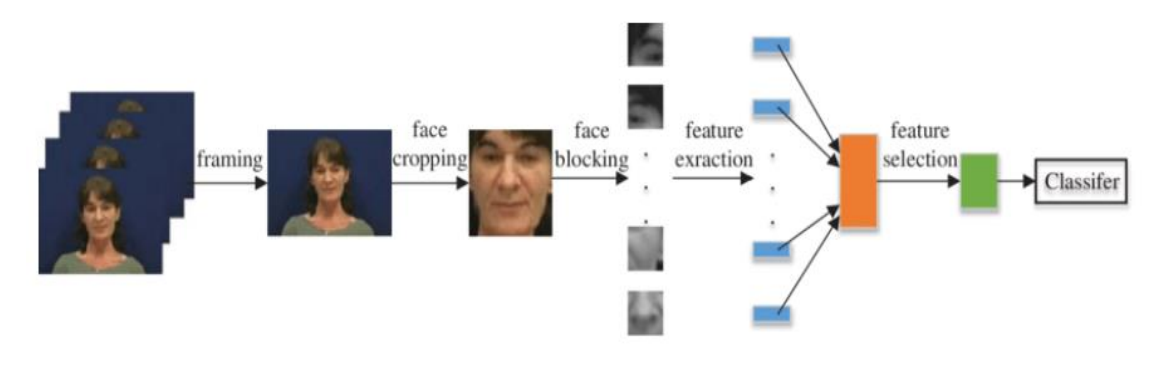 framing
face
cropping
face
blocking
feature
exraction
feature
selection
Classifer